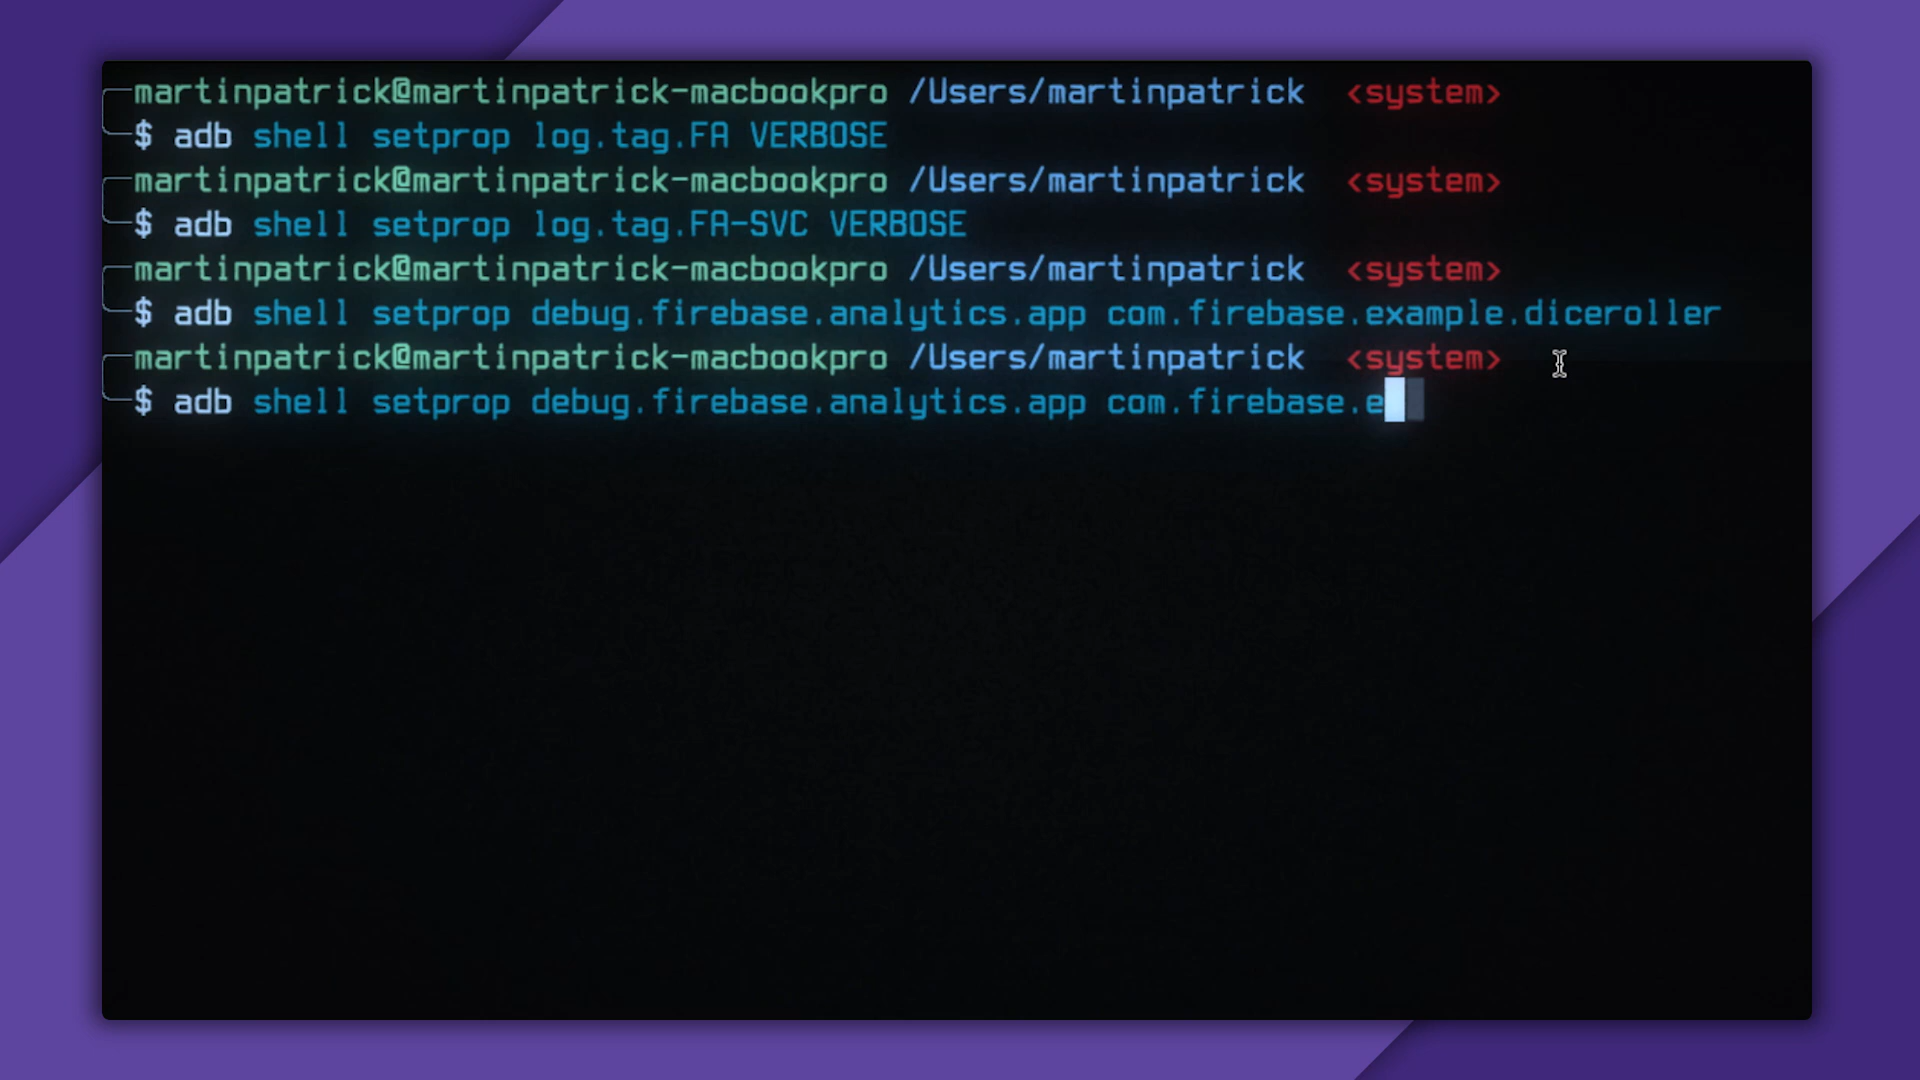 martinpatrick@martinpatrick-macbookpro /Users/martinpatrick <system>
$ adb shell setprop log.tag.FA VERBOSE
martinpatrick@martinpatrick-macbookpro /Users/martinpatrick <system>
$ adb shell setprop log.tag.FA-SVC VERBOSE
martinpatrick@martinpatrick-macbookpro /Users/martinpatrick <system>
$ adb shell setprop debug.firebase.analytics.app com.firebase.example.diceroller
martinpatrick@martinpatrick-macbookpro /Users/martinpatrick <system>
$ adb shell setprop debug.firebase.analytics.app com.firebase.e